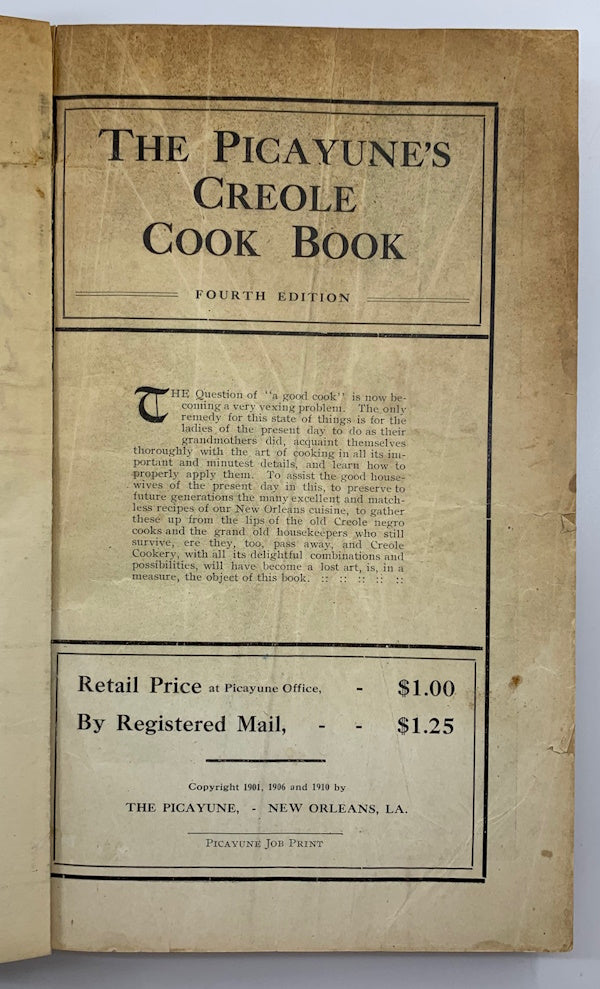 THE PICAYUNE'S
CREOLE
COOK BOOK
FOURTH EDITION
THE Question of "a good cook" is now be-
coming a very vexing problem. The only
remedy for this state of things is for the
ladies of the present day to do as their
grandmothers did, acquaint themselves
thoroughly with the art of cooking in all its im-
portant and minutest details, and learn how to
properly apply them. To assist the good house-
wives of the present day in this, to preserve to
future generations the many excellent and match-
less recipes of our New Orleans cuisine, to gather
these up from the lips of the old Creole negro
cooks and the grand old housekeepers who still
survive, ere they, too, pass away, and Creole
Cookery, with all its delightful combinations and
possibilities, will have become a lost art, is, in a
measure, the object of this book. :: :: :: :: ::
Retail Price at Picayune Office, - $1.00
By Registered Mail, - - $1.25
Copyright 1901, 1906 and 1910 by
THE PICAYUNE, - NEW ORLEANS, LA.
PICAYUNE JOB PRINT